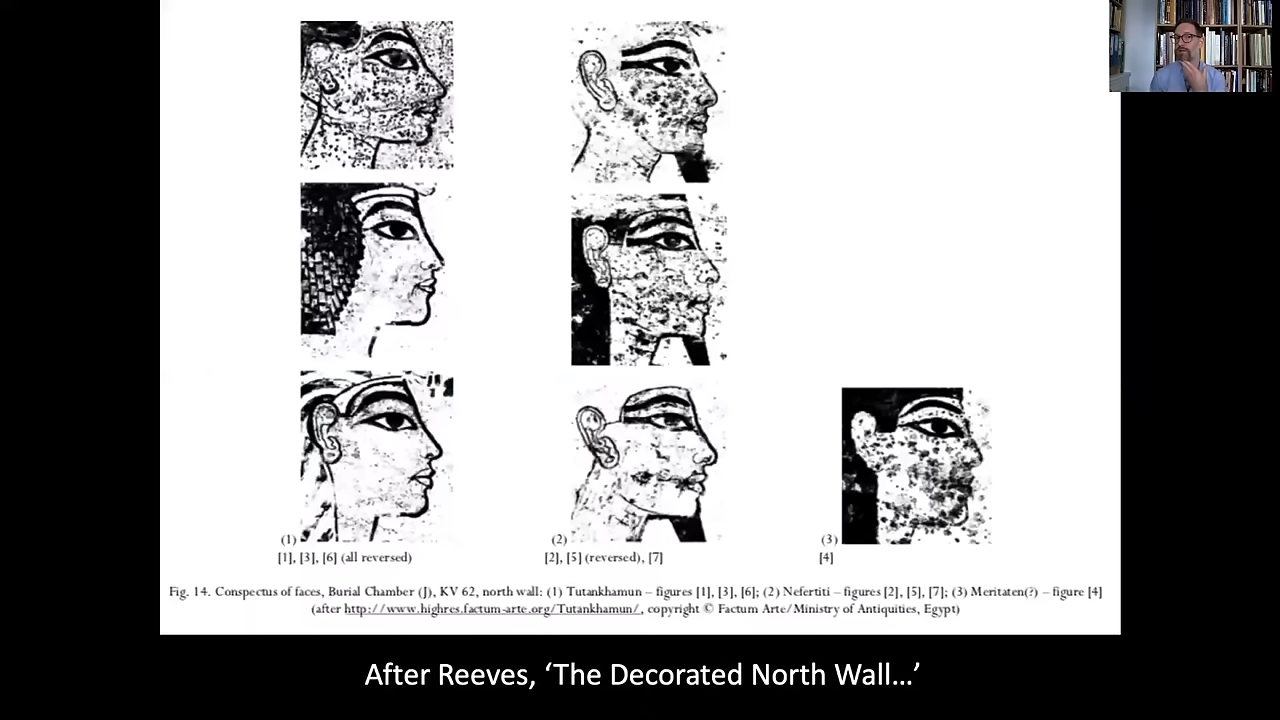 (1)
[1], [3], [6] (all reversed)
(2)
[2], [5] (reversed), [7]
(3)
[4]
Fig. 14. Conspectus of faces, Burial Chamber (J), KV 62, north wall: (1) Tutankhamun – figures [1], [3], [6]; (2) Nefertiti – figures [2], [5], [7]; (3) Meritaten(?) – figure [4]
(after http://www.highres.factum-arte.org/Tutankhamun/, copyright © Factum Arte/Ministry of Antiquities, Egypt)
After Reeves, ‘The Decorated North Wall…’